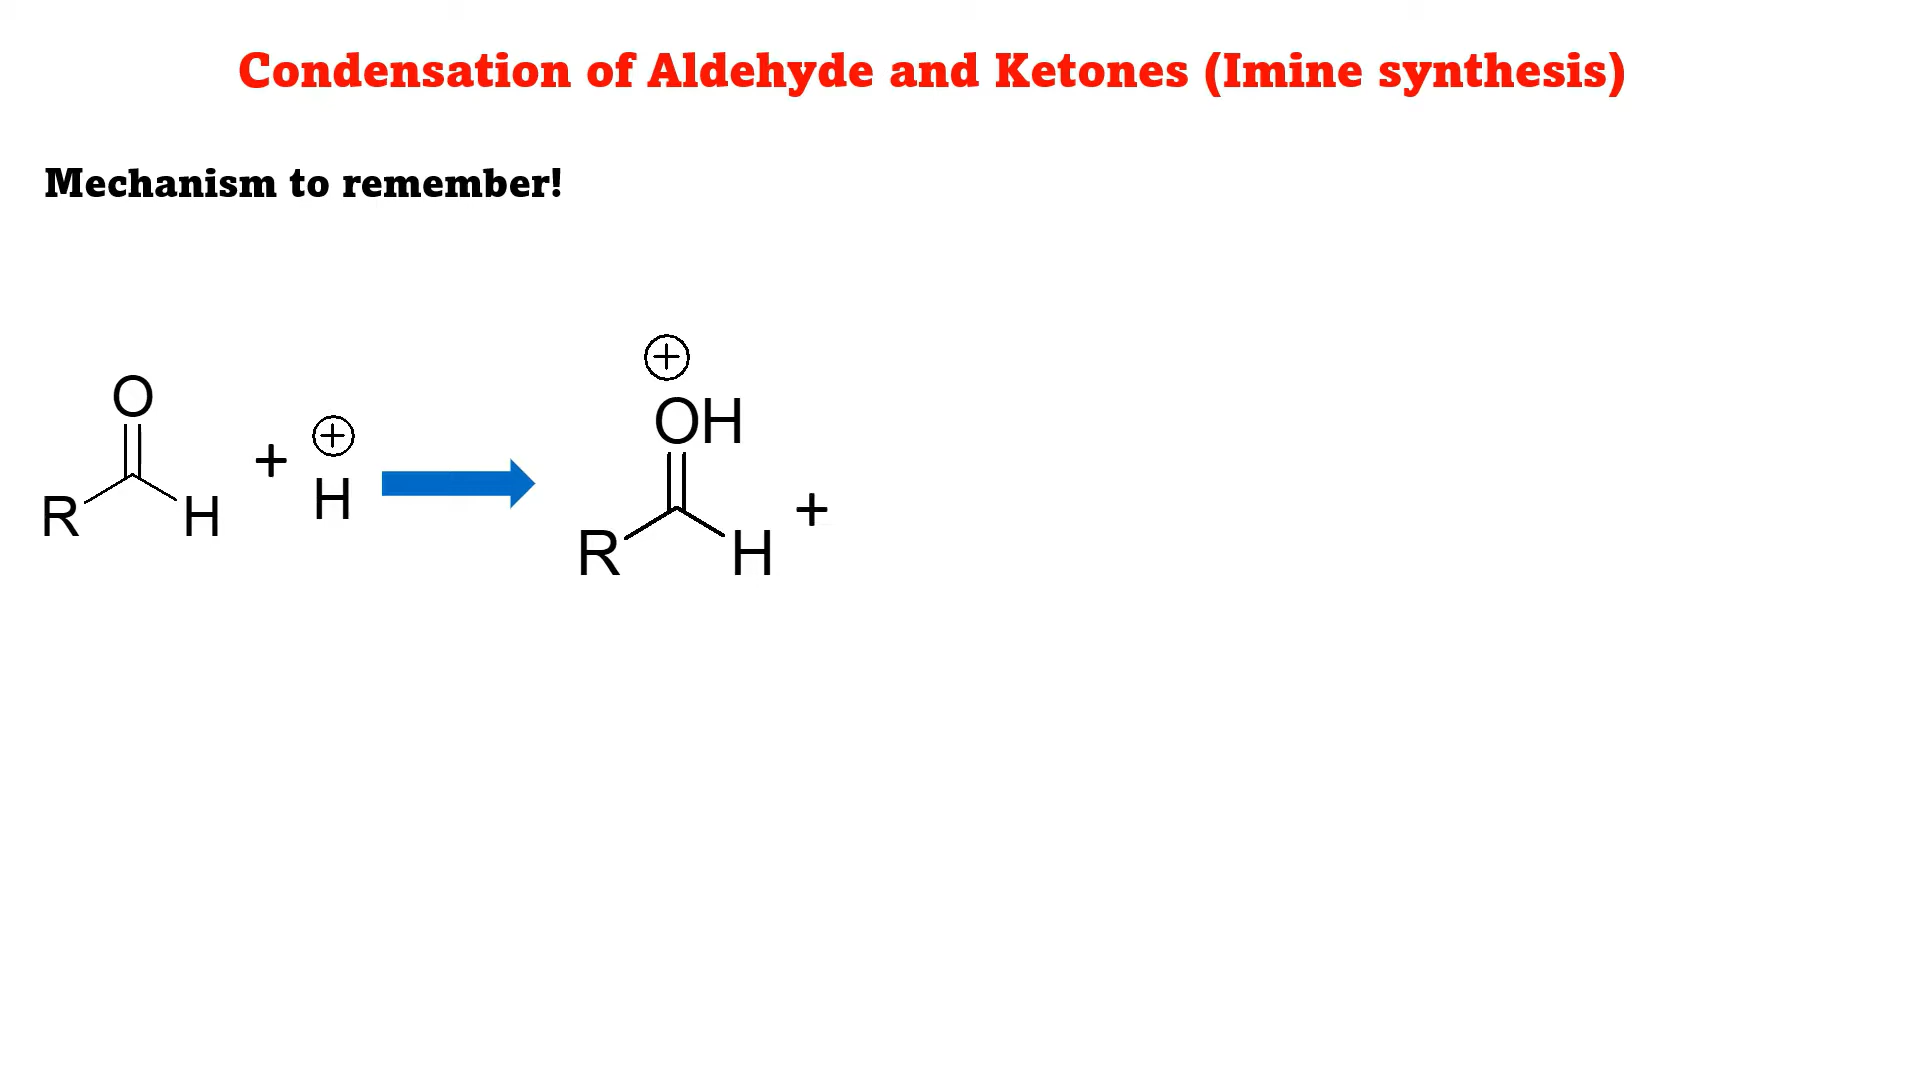 Condensation of Aldehyde and Ketones (Imine synthesis)
Mechanism to remember!
⊕
OH
O
⊕
+
H
+
R
H
R
H